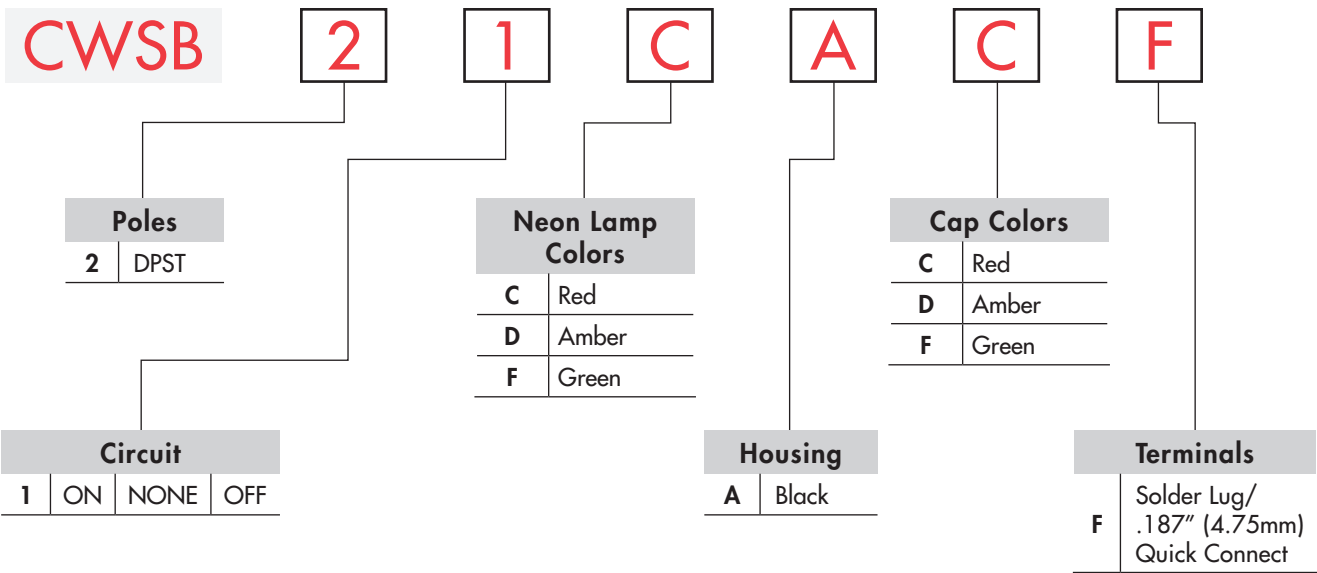 CWSB 2 1 C A C F
Poles
2 DPST
Neon Lamp
Colors
C Red
D Amber
F Green
Cap Colors
C Red
D Amber
F Green
Circuit
1 ON NONE OFF
Housing
A Black
Terminals
F Solder Lug/
.187” (4.75mm)
Quick Connect